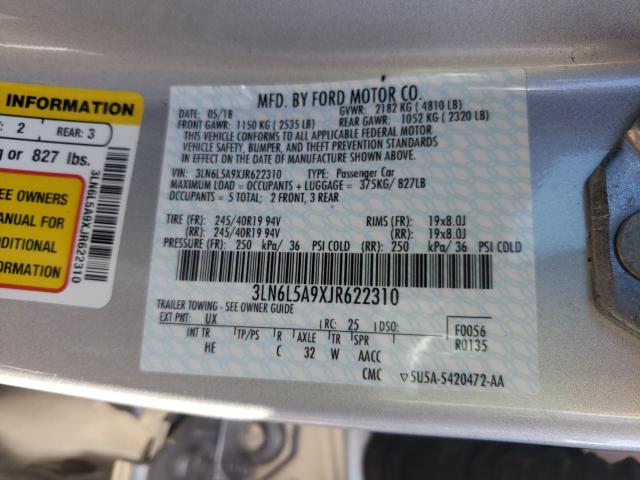 INFORMATION
: 2 REAR: 3
g or 827 lbs.
EE OWNERS
ANUAL FOR
DDITIONAL
ORMATION
3LN6L5A9XJR622310
MFD. BY FORD MOTOR CO.
DATE: 05/18 GVWR: 2182 KG ( 4810 LB)
FRONT GAWR: 1150 KG ( 2535 LB) REAR GAWR: 1052 KG ( 2320 LB)
THIS VEHICLE CONFORMS TO ALL APPLICABLE FEDERAL MOTOR
VEHICLE SAFETY, BUMPER, AND THEFT PREVENTION STANDARDS
IN EFFECT ON THE DATE OF MANUFACTURE SHOWN ABOVE.
VIN: 3LN6L5A9XJR622310 TYPE: Passenger Car
MAXIMUM LOAD = OCCUPANTS + LUGGAGE = 375KG/ 827LB
OCCUPANTS = 5 TOTAL; 2 FRONT, 3 REAR
TIRE (FR): 245/40R19 94V RIMS (FR): 19x8.0J
(RR): 245/40R19 94V (RR): 19x8.0J
PRESSURE (FR): 250 kPa/ 36 PSI COLD (RR): 250 kPa/ 36 PSI COLD
3LN6L5A9XJR622310
TRAILER TOWING - SEE OWNER GUIDE
EXT PNT: UX RC: 25 DSO: F0056
INT TR TP/PS R AXLE TR SPR R0135
HE C 32 W AACC
CMC ▽5U5A-5420472-AA